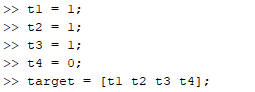 >> t1 = 1;
>> t2 = 1;
>> t3 = 1;
>> t4 = 0;
>> target = [t1 t2 t3 t4];